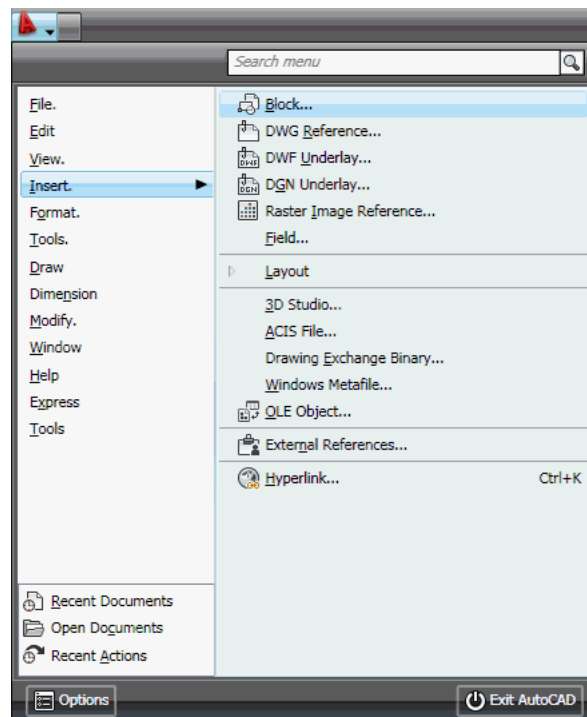 Search menu
File.
Edit
View.
Insert.
Format.
Tools.
Draw
Dimension
Modify.
Window
Help
Express
Tools
Block...
DWG Reference...
DWF Underlay...
DGN Underlay...
Raster Image Reference...
Field...
Layout
3D Studio...
ACIS File...
Drawing Exchange Binary...
Windows Metafile...
OLE Object...
External References...
Hyperlink... Ctrl+K
Recent Documents
Open Documents
Recent Actions
Options
Exit AutoCAD